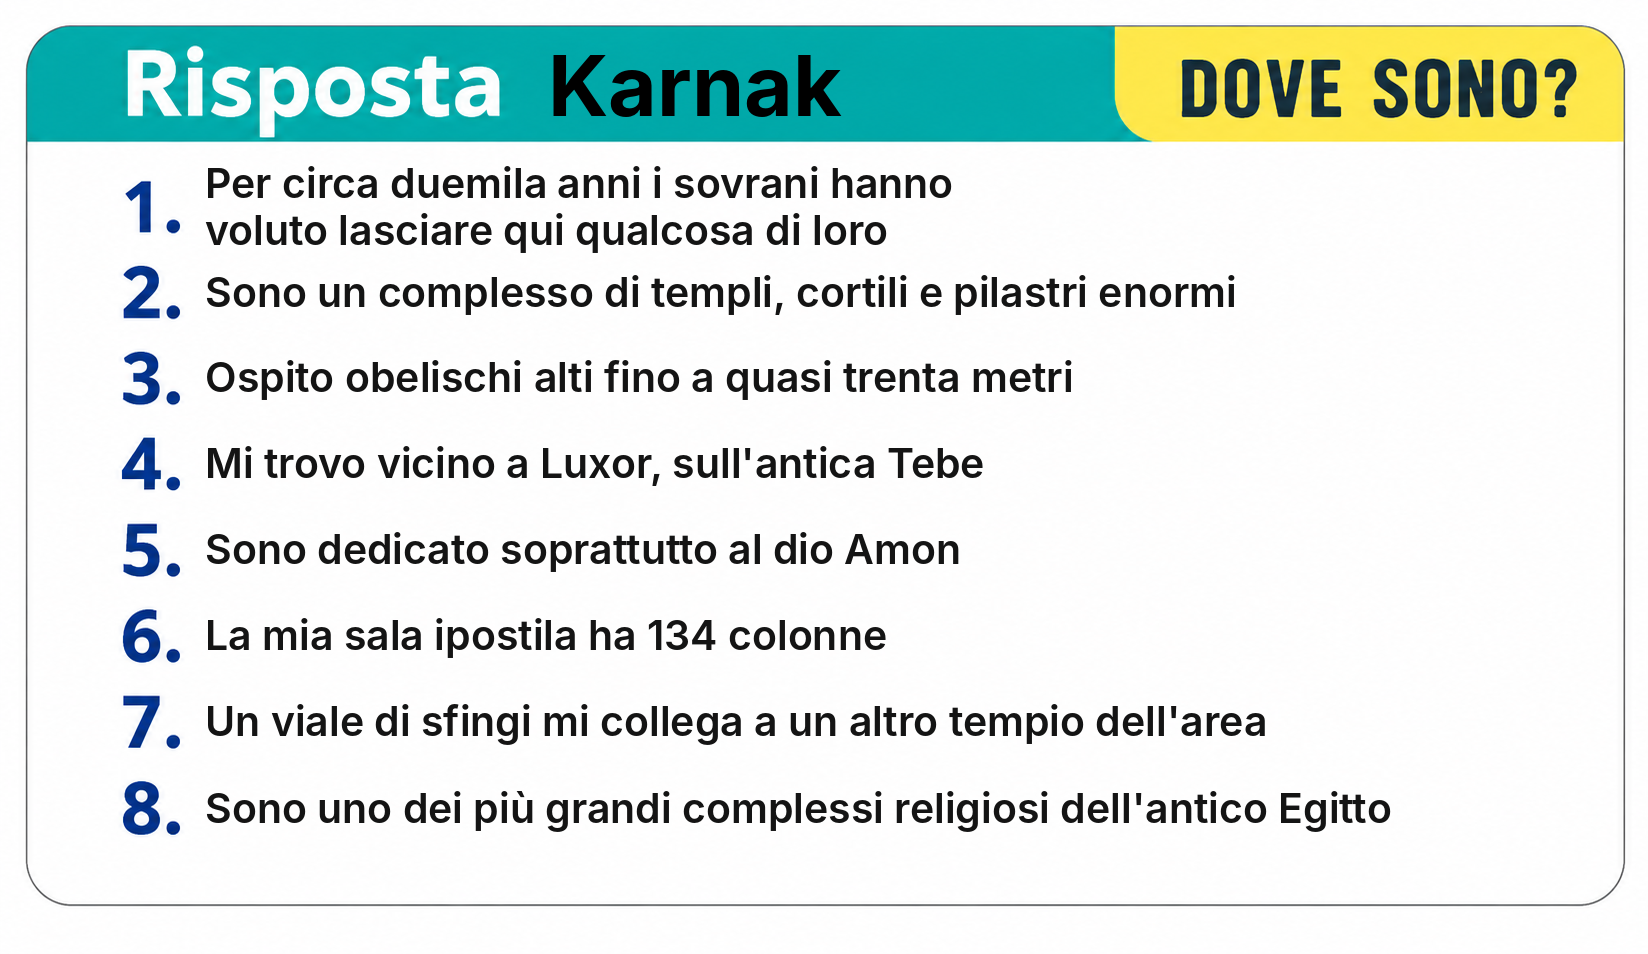 Risposta Karnak
DOVE SONO?
1. Per circa duemila anni i sovrani hanno
voluto lasciare qui qualcosa di loro
2. Sono un complesso di templi, cortili e pilastri enormi
3. Ospito obelischi alti fino a quasi trenta metri
4. Mi trovo vicino a Luxor, sull'antica Tebe
5. Sono dedicato soprattutto al dio Amon
6. La mia sala ipostila ha 134 colonne
7. Un viale di sfingi mi collega a un altro tempio dell'area
8. Sono uno dei più grandi complessi religiosi dell'antico Egitto